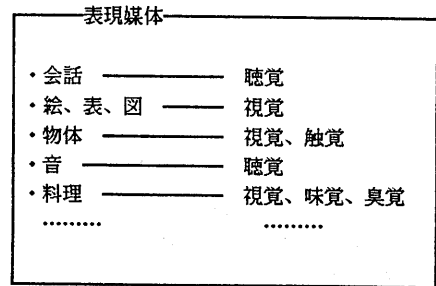 表現媒体
・会話 ――― 聴覚
・絵、表、図 ――― 視覚
・物体 ――― 視覚、触覚
・音 ――― 聴覚
・料理 ――― 視覚、味覚、臭覚
……… ………